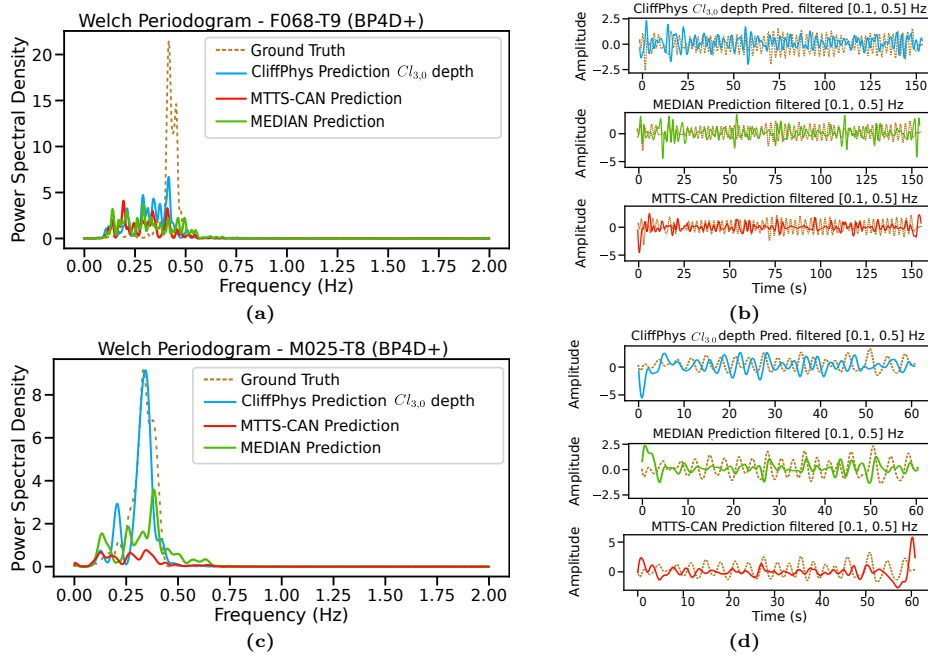 Welch Periodogram - F068-T9 (BP4D+)
Power Spectral Density
20
15
10
5
0
Ground Truth
CliffPhys Prediction Cl3,0 depth
MTTS-CAN Prediction
MEDIAN Prediction
0.00 0.25 0.50 0.75 1.00 1.25 1.50 1.75 2.00
Frequency (Hz)
(a)
CliffPhys Cl3,0 depth Pred. filtered [0.1, 0.5] Hz
Amplitude
2.5
0.0
−2.5
0 25 50 75 100 125 150
MEDIAN Prediction filtered [0.1, 0.5] Hz
Amplitude
0
−5
0 25 50 75 100 125 150
MTTS-CAN Prediction filtered [0.1, 0.5] Hz
Amplitude
0
−5
0 25 50 75 100 125 150
Time (s)
(b)
Welch Periodogram - M025-T8 (BP4D+)
Power Spectral Density
8
6
4
2
0
Ground Truth
CliffPhys Prediction Cl3,0 depth
MTTS-CAN Prediction
MEDIAN Prediction
0.00 0.25 0.50 0.75 1.00 1.25 1.50 1.75 2.00
Frequency (Hz)
(c)
CliffPhys Cl3,0 depth Pred. filtered [0.1, 0.5] Hz
Amplitude
0
−5
0 10 20 30 40 50 60
MEDIAN Prediction filtered [0.1, 0.5] Hz
Amplitude
2.5
0.0
−2.5
0 10 20 30 40 50 60
MTTS-CAN Prediction filtered [0.1, 0.5] Hz
Amplitude
5
0
0 10 20 30 40 50 60
Time (s)
(d)